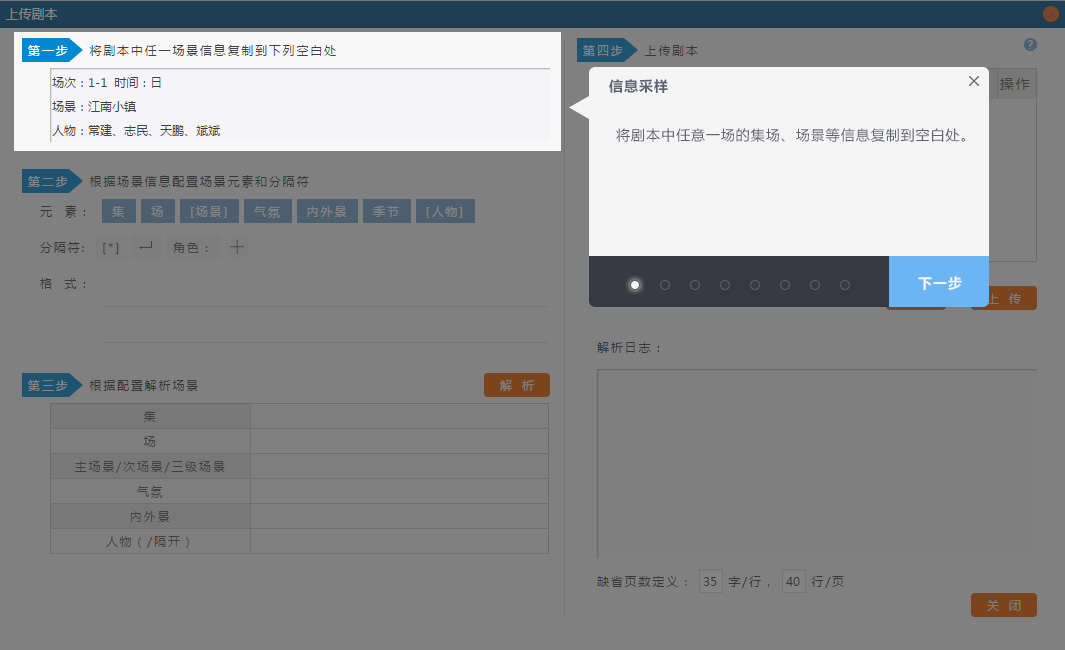 上传剧本
第一步 将剧本中任一场景信息复制到下列空白处
场次：1-1 时间：日
场景：江南小镇
人物：常建、志民、天鹏、斌斌
第二步 根据场景信息配置场景元素和分隔符
元 素： 集 场 [场景] 气氛 内外景 季节 [人物]
分隔符: [*] 角色：
格 式：
第三步 根据配置解析场景 解 析
集
场
主场景/次场景/三级场景
气氛
内外景
人物（/隔开）
第四步 上传剧本 ?
操作
信息采样
将剧本中任意一场的集场、场景等信息复制到空白处。
下一步
上 传
解析日志：
缺省页数定义： 35 字/行， 40 行/页
关 闭